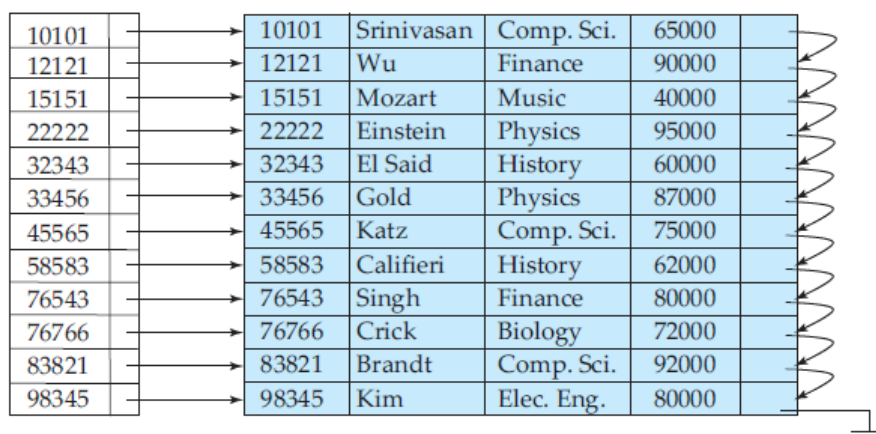 10101 10101 Srinivasan Comp. Sci. 65000
12121 12121 Wu Finance 90000
15151 15151 Mozart Music 40000
22222 22222 Einstein Physics 95000
32343 32343 El Said History 60000
33456 33456 Gold Physics 87000
45565 45565 Katz Comp. Sci. 75000
58583 58583 Califieri History 62000
76543 76543 Singh Finance 80000
76766 76766 Crick Biology 72000
83821 83821 Brandt Comp. Sci. 92000
98345 98345 Kim Elec. Eng. 80000